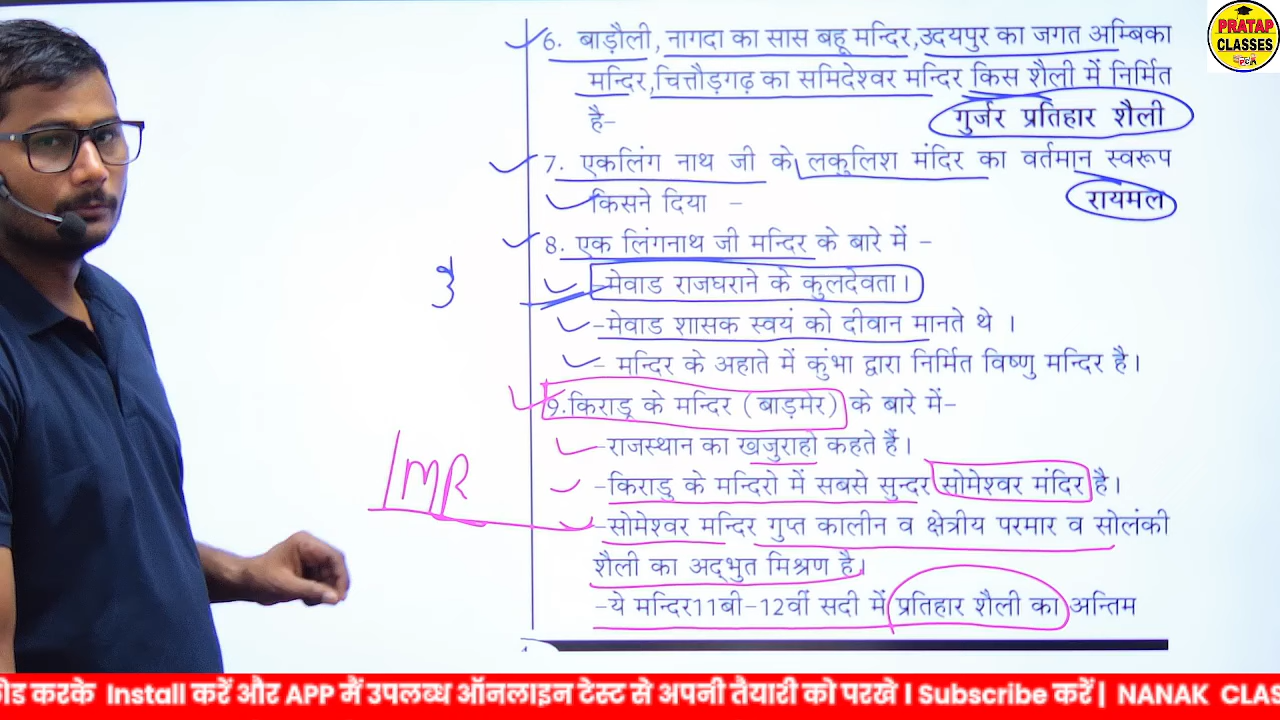 6. बाड़ौली, नागदा का सास बहू मन्दिर,उदयपुर का जगत अम्बिका
मन्दिर,चित्तौड़गढ़ का समिदेश्वर मन्दिर किस शैली में निर्मित
है- गुर्जर प्रतिहार शैली
7. एकलिंग नाथ जी के लकुलिश मंदिर का वर्तमान स्वरूप
किसने दिया - रायमल
8. एक लिंगनाथ जी मन्दिर के बारे में -
-मेवाड राजघराने के कुलदेवता।
-मेवाड शासक स्वयं को दीवान मानते थे ।
- मन्दिर के अहाते में कुंभा द्वारा निर्मित विष्णु मन्दिर है।
9.किराडू के मन्दिर (बाड़मेर) के बारे में-
-राजस्थान का खजुराहो कहते हैं।
-किराडु के मन्दिरो में सबसे सुन्दर सोमेश्वर मंदिर है।
IMR
-सोमेश्वर मन्दिर गुप्त कालीन व क्षेत्रीय परमार व सोलंकी
शैली का अद्भुत मिश्रण है।
-ये मन्दिर11बी-12वीं सदी में प्रतिहार शैली का अन्तिम
PRATAP
CLASSES
करके Install करें और APP में उपलब्ध ऑनलाइन टेस्ट से अपनी तैयारी को परखे । Subscribe करें | NANAK